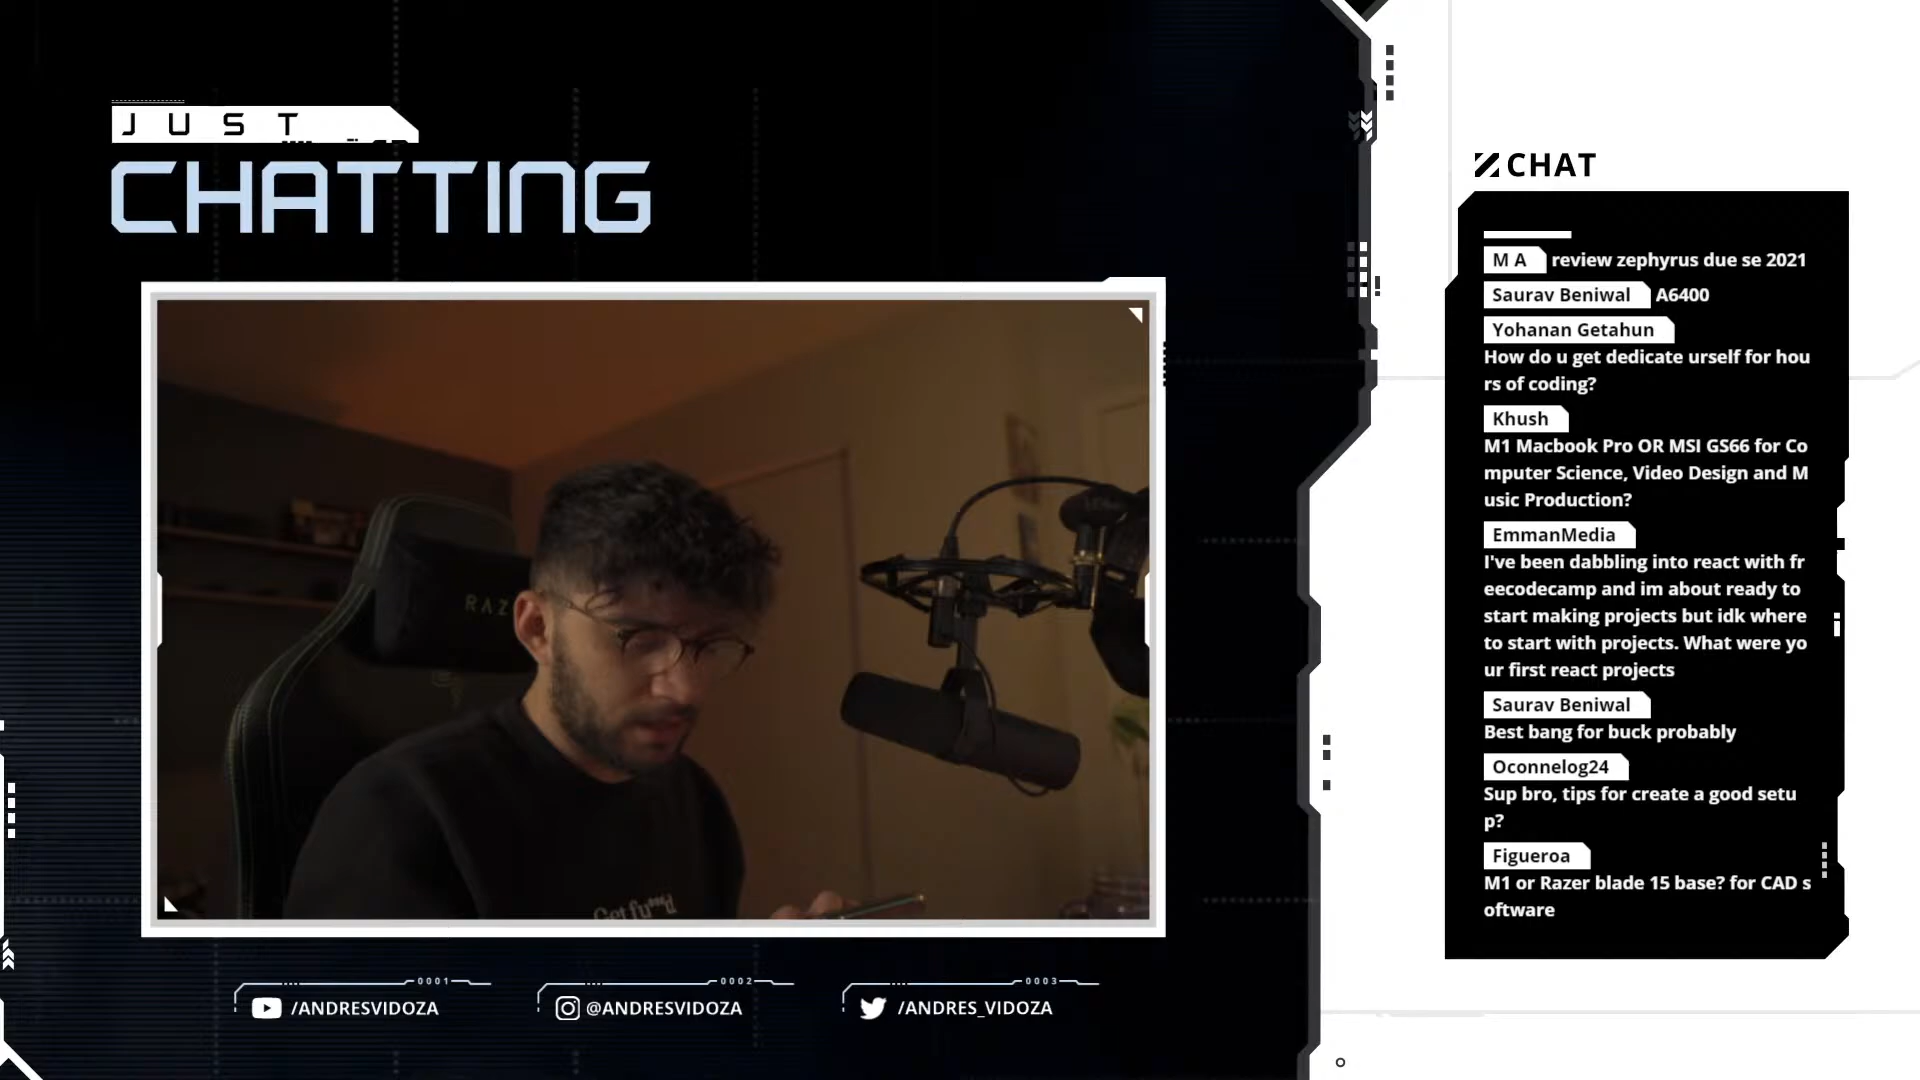 JUST
CHATTING
RAZ
Get fu
0001
/ANDRESVIDOZA
0002
@ANDRESVIDOZA
0003
/ANDRES_VIDOZA
CHAT
M A review zephyrus due se 2021
Saurav Beniwal A6400
Yohanan Getahun
How do u get dedicate urself for hou
rs of coding?
Khush
M1 Macbook Pro OR MSI GS66 for Co
mputer Science, Video Design and M
usic Production?
EmmanMedia
I've been dabbling into react with fr
eecodecamp and im about ready to
start making projects but idk where
to start with projects. What were yo
ur first react projects
Saurav Beniwal
Best bang for buck probably
Oconnelog24
Sup bro, tips for create a good setu
p?
Figueroa
M1 or Razer blade 15 base? for CAD s
oftware